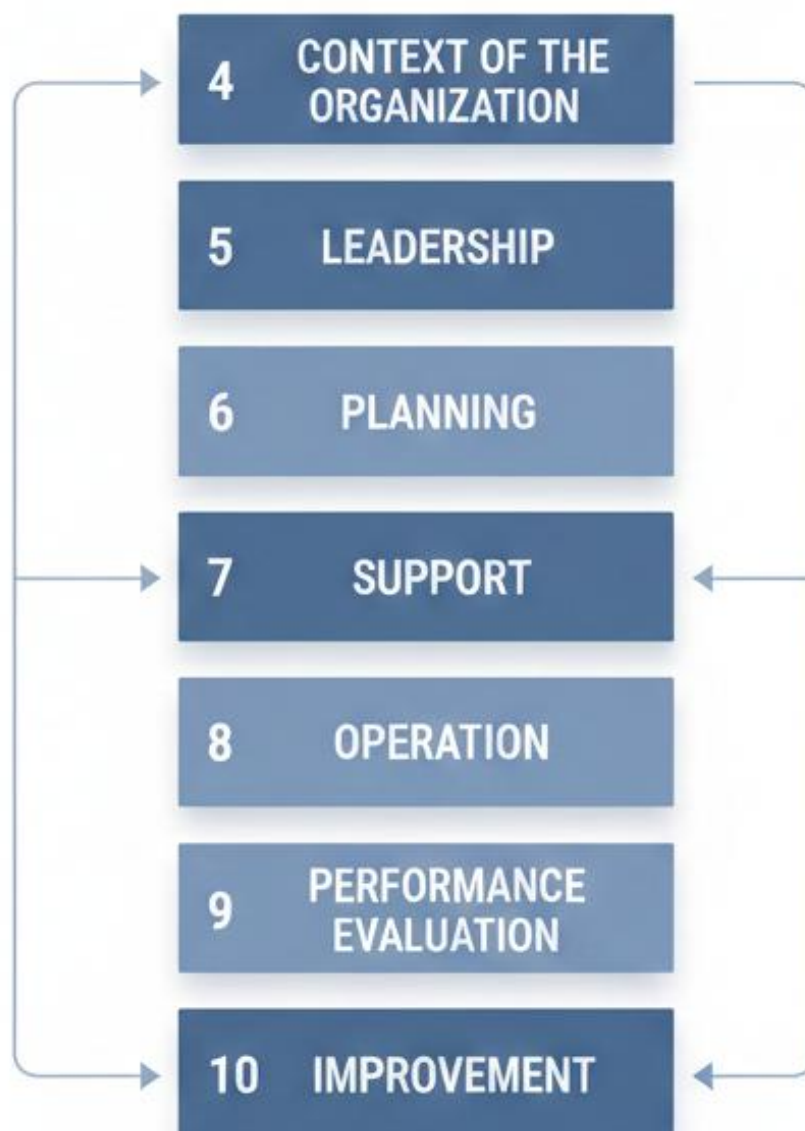 4 CONTEXT OF THE
ORGANIZATION
5 LEADERSHIP
6 PLANNING
7 SUPPORT
8 OPERATION
9 PERFORMANCE
EVALUATION
10 IMPROVEMENT